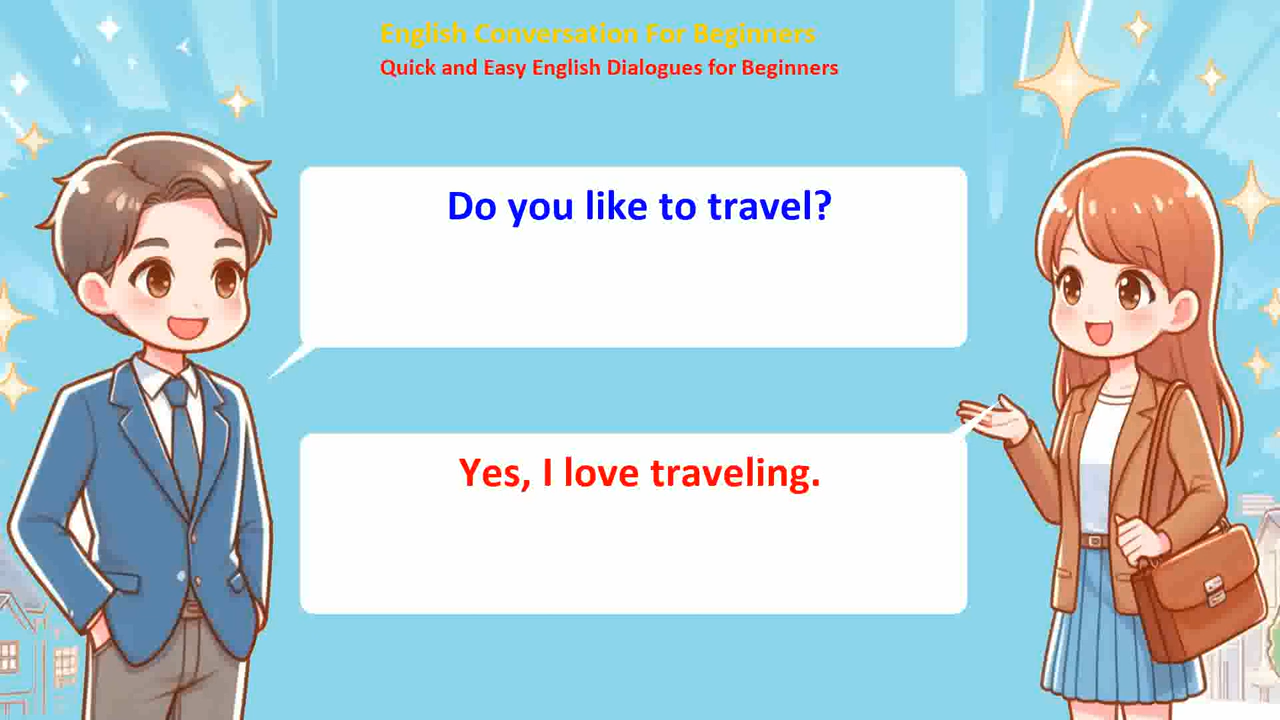 English Conversation For Beginners
Quick and Easy English Dialogues for Beginners
Do you like to travel?
Yes, I love traveling.